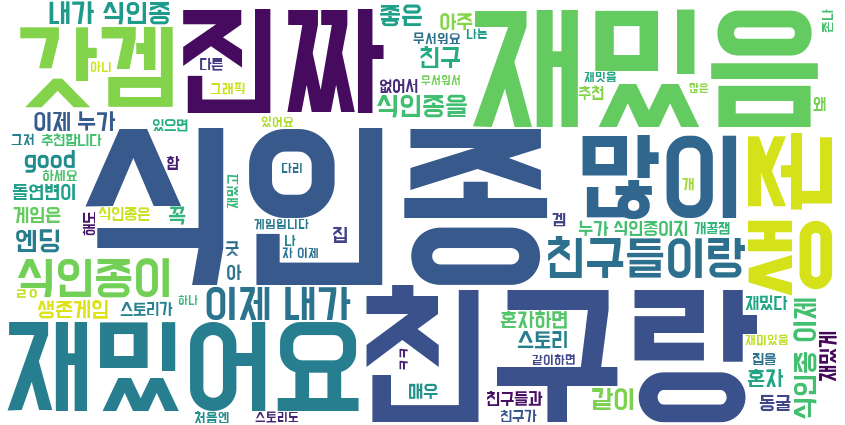 내가 식인종
좋은
아주
무서워요
나는
존나
갓겜
진짜
재밌음
아니
다른
그래픽
친구
없어서
무서워서
식인종을
재밋음
추천
많은
왜
이제 누가
있으면
있어요
그저
추천합니다
식인종
많이
good
하세요
함
다리
개
돌연변이
재밌고
게임은
식인종은
꼭
게임입니다
겜
누가 식인종이지
개꿀잼
엔딩
굿
나
자 이제
집
친구들이랑
식인종이
아
생존게임
스토리가
하나
이제 내가
친구랑
재밌다
재밌어요
혼자하면
스토리
재미있음
식인종 이제
재밌게
ㅋㅋ
같이하면
집을
혼자
매우
친구들과
같이
동굴
처음엔
스토리도
친구가